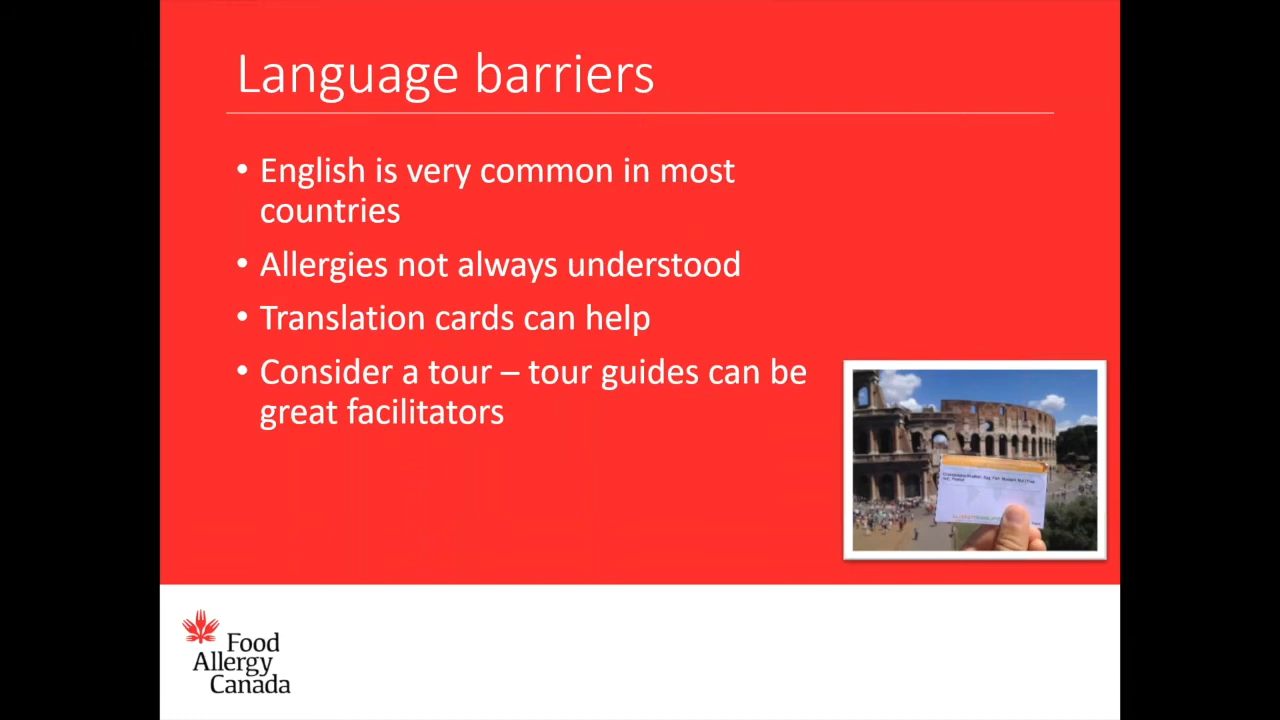 Language barriers
• English is very common in most
countries
• Allergies not always understood
• Translation cards can help
• Consider a tour – tour guides can be
great facilitators
Food
Allergy
Canada